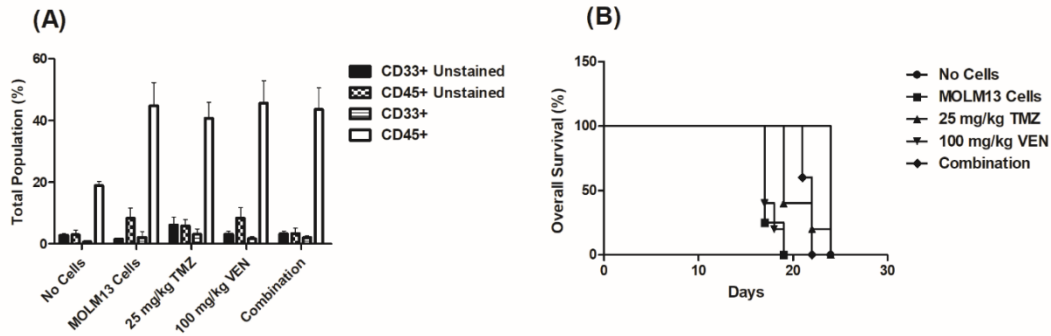 (A)
60
40
20
0
Total Population (%)
No Cells
MOLM13 Cells
25 mg/kg TMZ
100 mg/kg VEN
Combination
CD33+ Unstained
CD45+ Unstained
CD33+
CD45+
(B)
150
100
50
0
Overall Survival (%)
0 10 20 30
Days
No Cells
MOLM13 Cells
25 mg/kg TMZ
100 mg/kg VEN
Combination